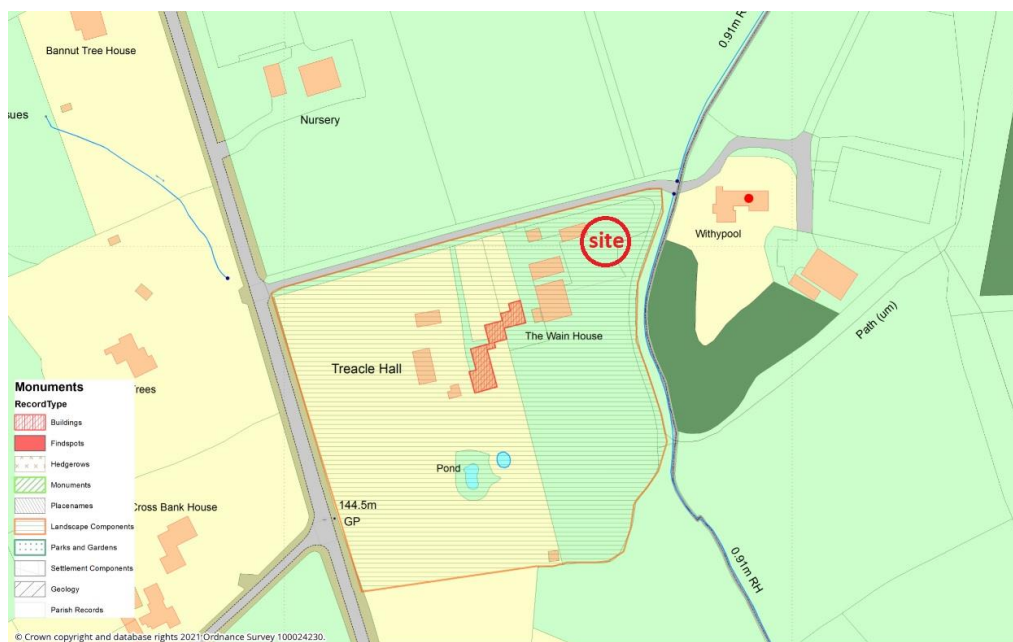 Bannut Tree House
0.91m R
sues
Nursery
site
Withypool
The Wain House
Path (um)
Treacle Hall
Trees
Pond
144.5m
GP
Cross Bank House
0.91m RH
Monuments
RecordType
Buildings
Findspots
Hedgerows
Monuments
Placenames
Landscape Components
Parks and Gardens
Settlement Components
Geology
Parish Records
© Crown copyright and database rights 2021 Ordnance Survey 100024230.